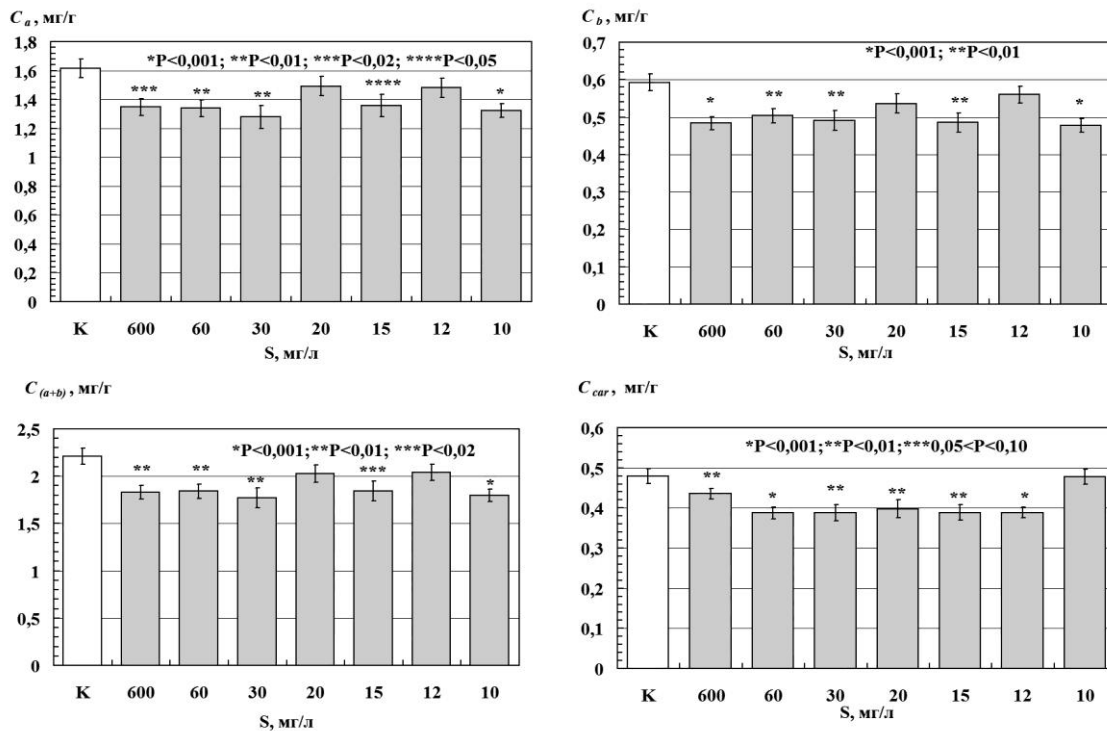 C a , мг/г
*P<0,001; **P<0,01; ***P<0,02; ****P<0,05
1,8
1,6
1,4
1,2
1
0,8
0,6
0,4
0,2
0
*** ** ** **** *
K 600 60 30 20 15 12 10
S, мг/л
C b , мг/г
*P<0,001; **P<0,01
0,7
0,6
0,5
0,4
0,3
0,2
0,1
0
* ** ** ** *
K 600 60 30 20 15 12 10
S, мг/л
C (a+b) , мг/г
*P<0,001;**P<0,01; ***P<0,02
2,5
2
1,5
1
0,5
0
** ** ** *** *
K 600 60 30 20 15 12 10
S, мг/л
C car , мг/г
*P<0,001;**P<0,01;***0,05<P<0,10
0,6
0,5
0,4
0,3
0,2
0,1
0
** * ** ** ** *
K 600 60 30 20 15 12 10
S, мг/л